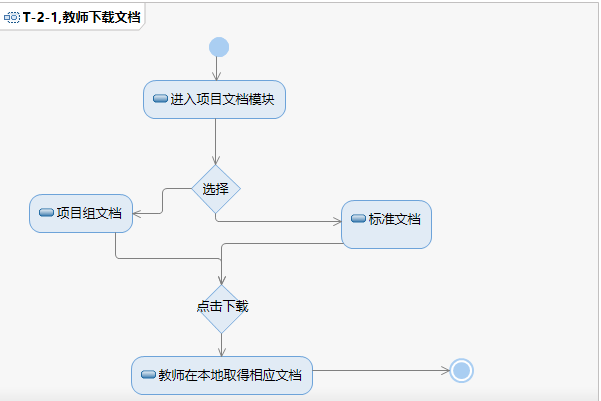 T-2-1,教师下载文档
进入项目文档模块
选择
项目组文档
标准文档
点击下载
教师在本地取得相应文档